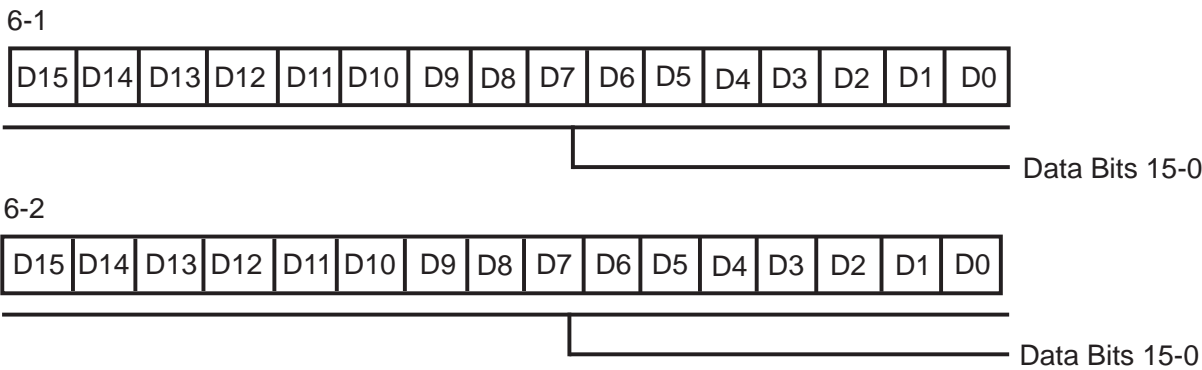 6-1
D15 D14 D13 D12 D11 D10 D9 D8 D7 D6 D5 D4 D3 D2 D1 D0
Data Bits 15-0
6-2
D15 D14 D13 D12 D11 D10 D9 D8 D7 D6 D5 D4 D3 D2 D1 D0
Data Bits 15-0